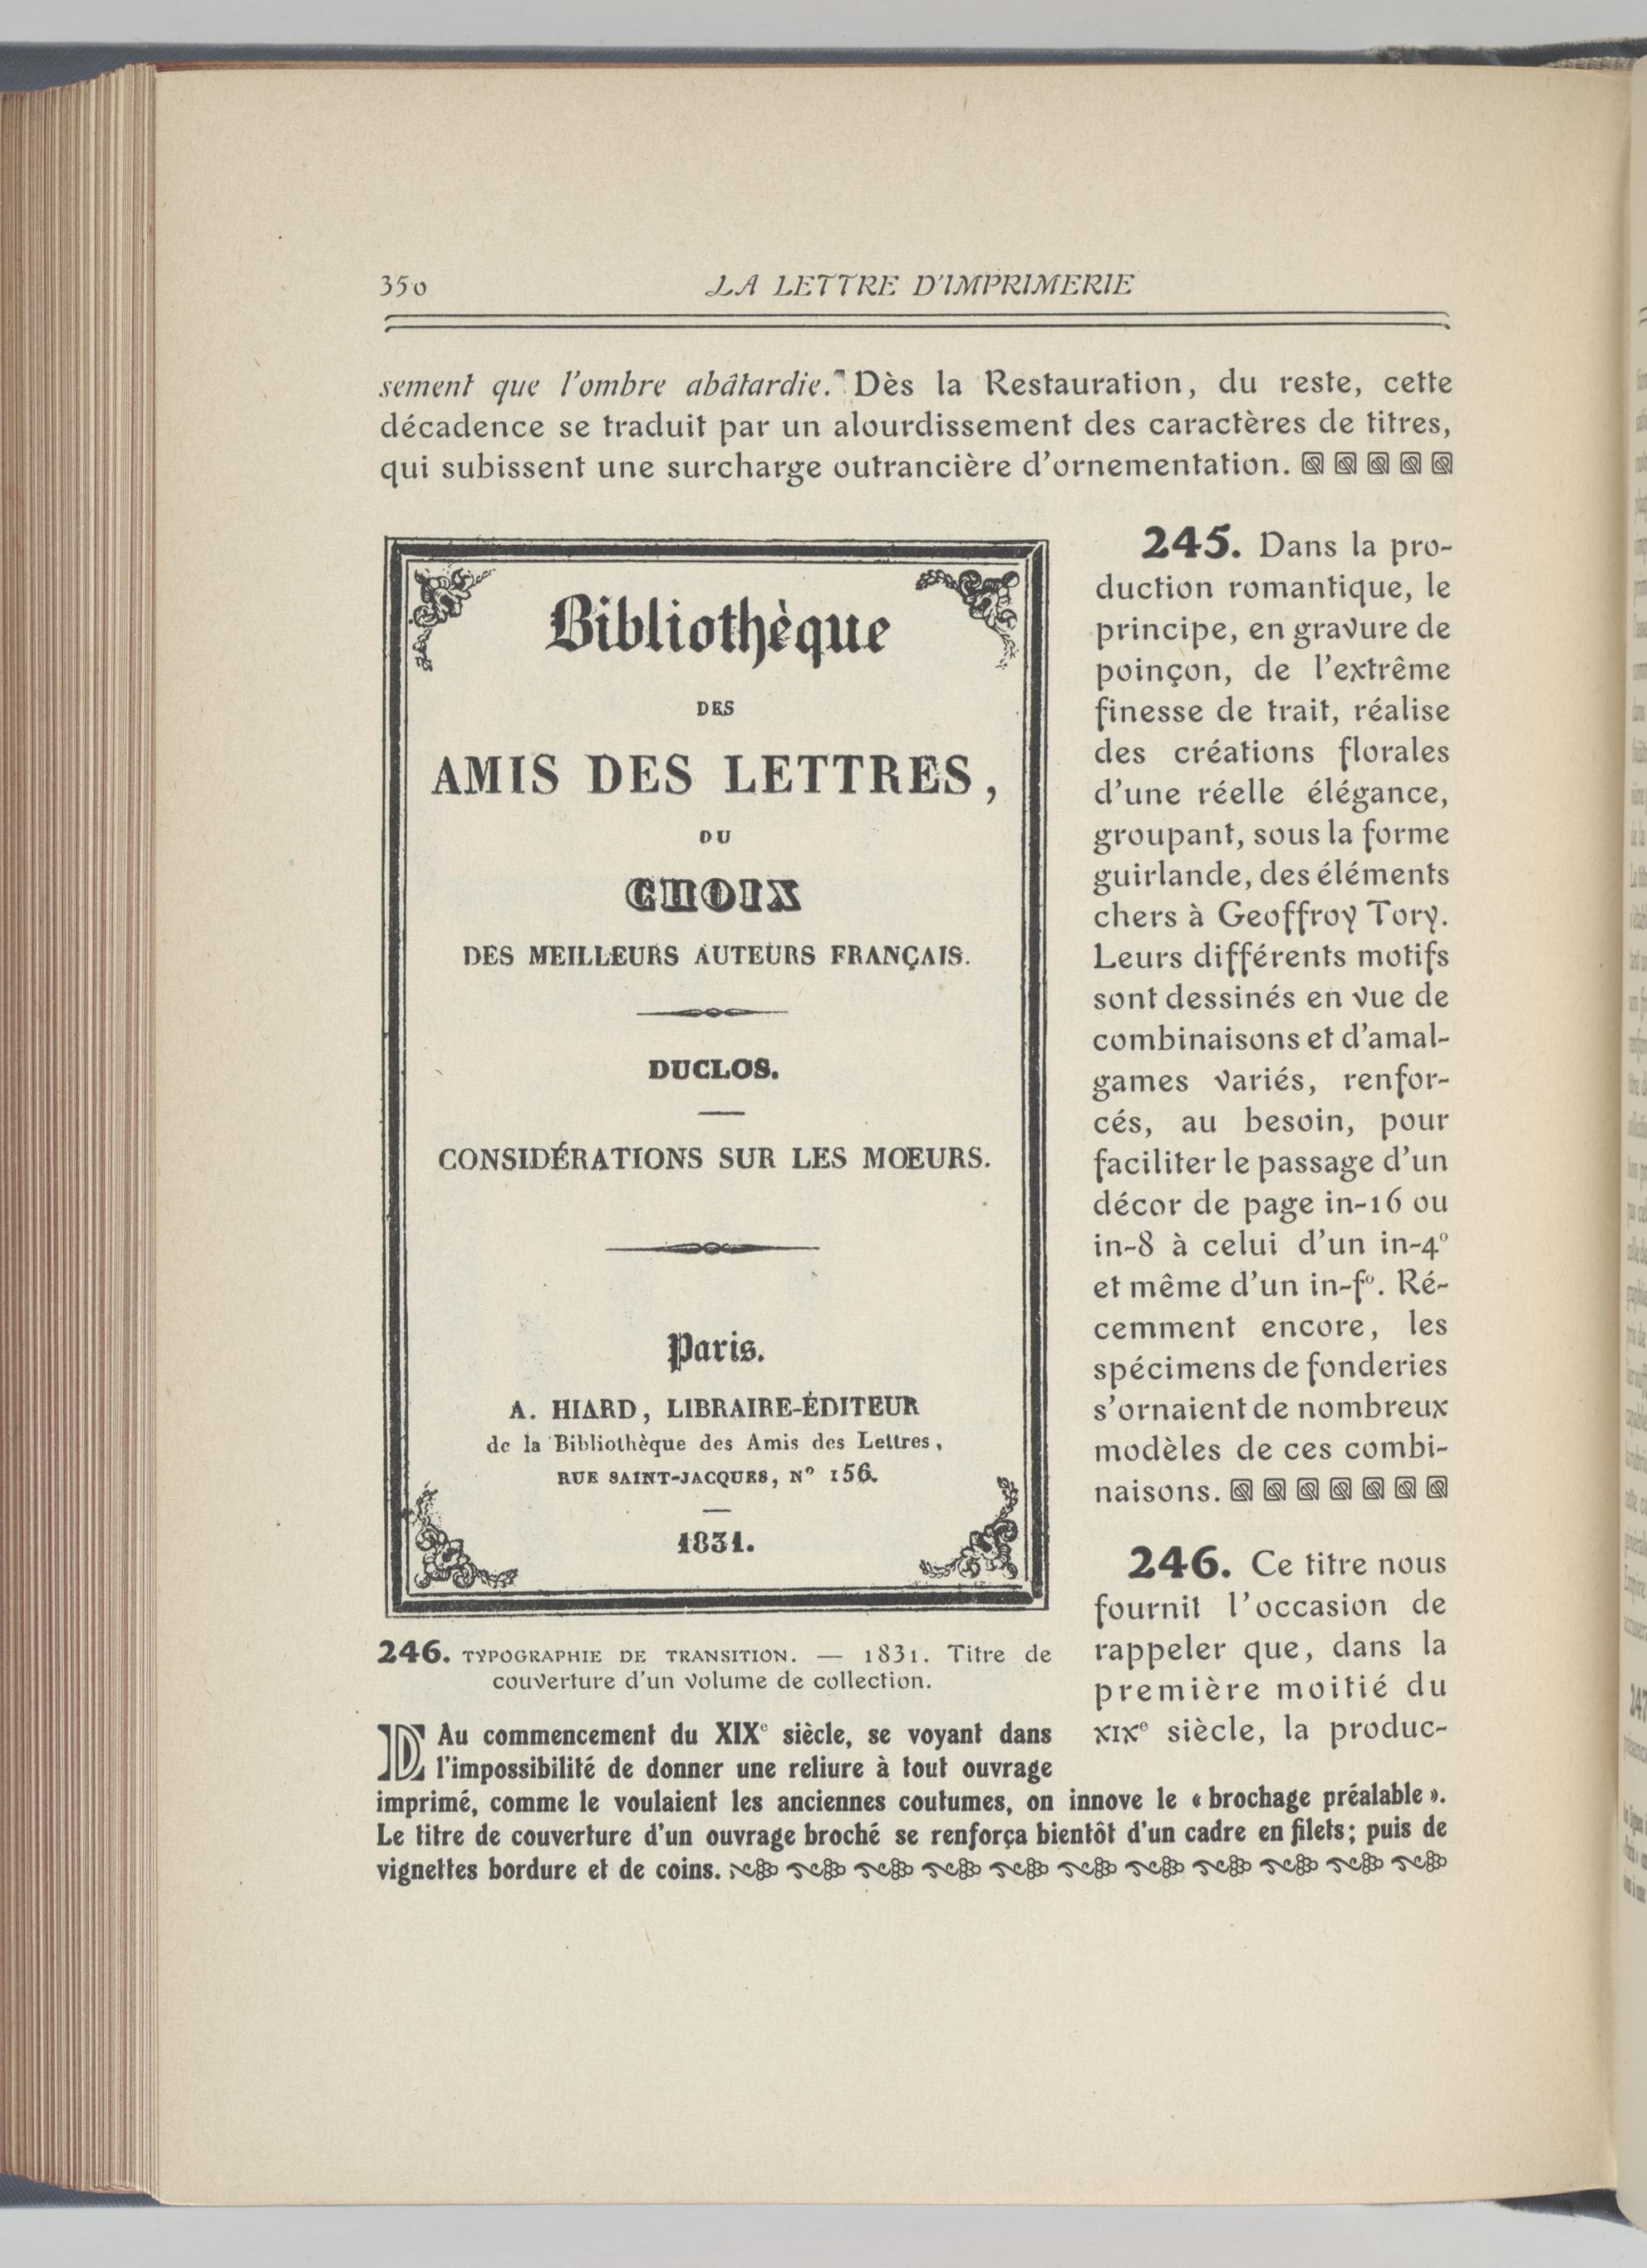 350 LA LETTRE D'IMPRIMERIE
sement que l'ombre abâtardie." Dès la Restauration, du reste, cette
décadence se traduit par un alourdissement des caractères de titres,
qui subissent une surcharge outrancière d'ornementation.
Bibliothèque
DES
AMIS DES LETTRES,
OU
CHOIX
DES MEILLEURS AUTEURS FRANÇAIS.
DUCLOS.
CONSIDÉRATIONS SUR LES MŒURS.
Paris.
A. HIARD, LIBRAIRE-ÉDITEUR
de la Bibliothèque des Amis des Lettres,
RUE SAINT-JACQUES, Nº 156.
1831.
246. TYPOGRAPHIE DE TRANSITION. — 1831. Titre de
couverture d'un volume de collection.
245. Dans la pro-
duction romantique, le
principe, en gravure de
poinçon, de l'extrême
finesse de trait, réalise
des créations florales
d'une réelle élégance,
groupant, sous la forme
guirlande, des éléments
chers à Geoffroy Tory.
Leurs différents motifs
sont dessinés en vue de
combinaisons et d'amal-
games variés, renfor-
cés, au besoin, pour
faciliter le passage d'un
décor de page in-16 ou
in-8 à celui d'un in-4º
et même d'un in-fº. Ré-
cemment encore, les
spécimens de fonderies
s'ornaient de nombreux
modèles de ces combi-
naisons.
246. Ce titre nous
fournit l'occasion de
rappeler que, dans la
première moitié du
XIXe siècle, la produc-
D Au commencement du XIXe siècle, se voyant dans
l'impossibilité de donner une reliure à tout ouvrage
imprimé, comme le voulaient les anciennes coutumes, on innove le « brochage préalable ».
Le titre de couverture d'un ouvrage broché se renforça bientôt d'un cadre en filets; puis de
vignettes bordure et de coins.